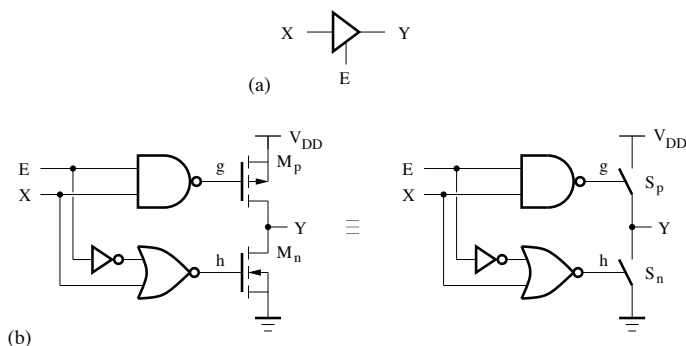 X Y
E
(a)
V_DD
E g M_p
X
Y
h M_n
V_DD
E g S_p
X
Y
h S_n
(b)